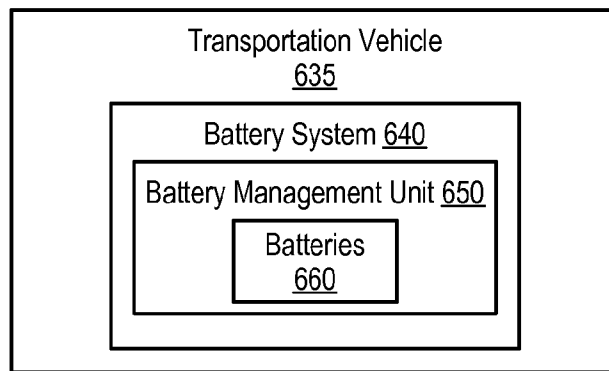 Transportation Vehicle
635
Battery System 640
Battery Management Unit 650
Batteries
660